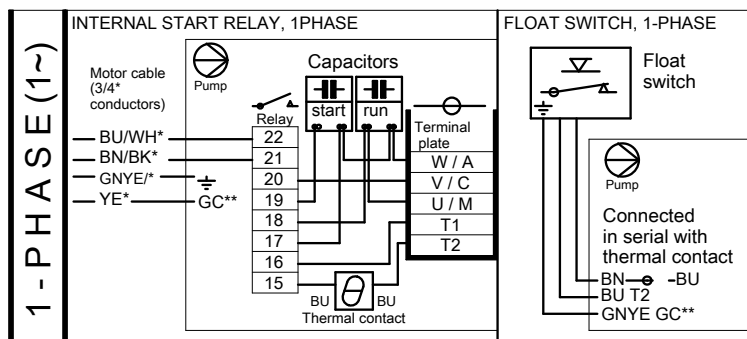 1-PHASE (1~)
INTERNAL START RELAY, 1PHASE
Motor cable
(3/4*
conductors)
BU/WH*
BN/BK*
GNYE/*
YE*
GC**
Pump
Relay
22
21
20
19
18
17
16
15
Capacitors
start
run
Terminal
plate
W / A
V / C
U / M
T1
T2
BU
BU
Thermal contact
FLOAT SWITCH, 1-PHASE
Float
switch
Pump
Connected
in serial with
thermal contact
BN
-BU
BU T2
GNYE GC**